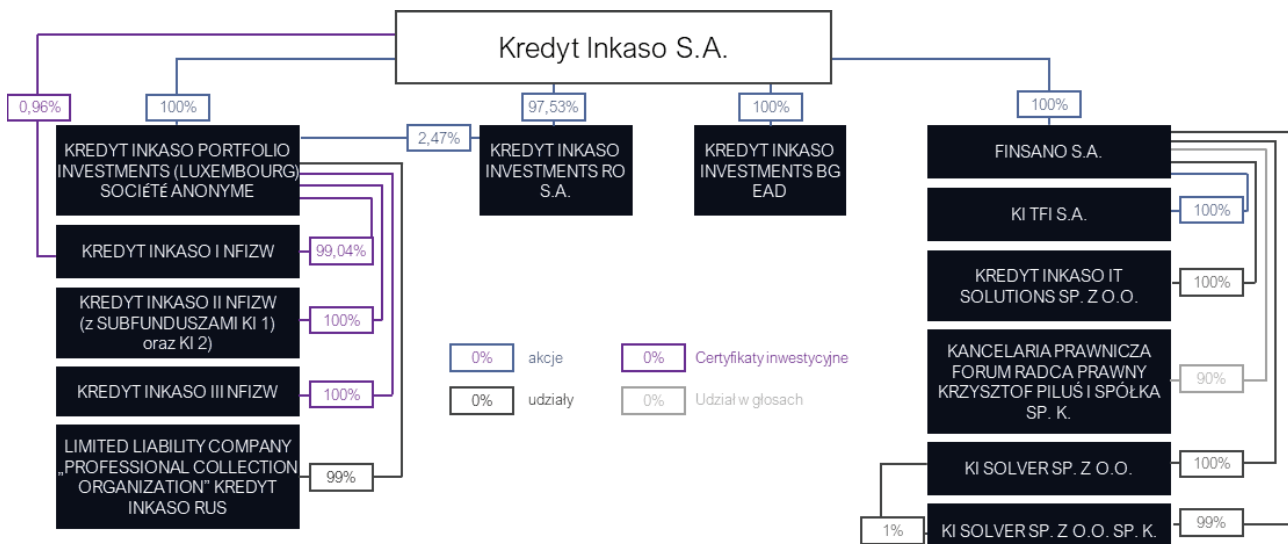 Kredyt Inkaso S.A.
0,96%
100%
97,53%
100%
100%
KREDYT INKASO PORTFOLIO
INVESTMENTS (LUXEMBOURG)
SOCIÉTÉ ANONYME
2,47%
KREDYT INKASO
INVESTMENTS RO
S.A.
KREDYT INKASO
INVESTMENTS BG
EAD
FINSANO S.A.
KI TFI S.A.
100%
KREDYT INKASO I NFIZW
99,04%
KREDYT INKASO IT
SOLUTIONS SP. Z O.O.
100%
KREDYT INKASO II NFIZW
(z SUBFUNDUSZAMI KI 1)
oraz KI 2)
100%
KANCELARIA PRAWNICZA
FORUM RADCA PRAWNY
KRZYSZTOF PILUŚ I SPÓŁKA
SP. K.
90%
0%
akcje
0%
Certyfikaty inwestycyjne
0%
udziały
0%
Udział w głosach
KREDYT INKASO III NFIZW
100%
LIMITED LIABILITY COMPANY
„PROFESSIONAL COLLECTION
ORGANIZATION” KREDYT
INKASO RUS
99%
KI SOLVER SP. Z O.O.
100%
1%
KI SOLVER SP. Z O.O. SP. K.
99%